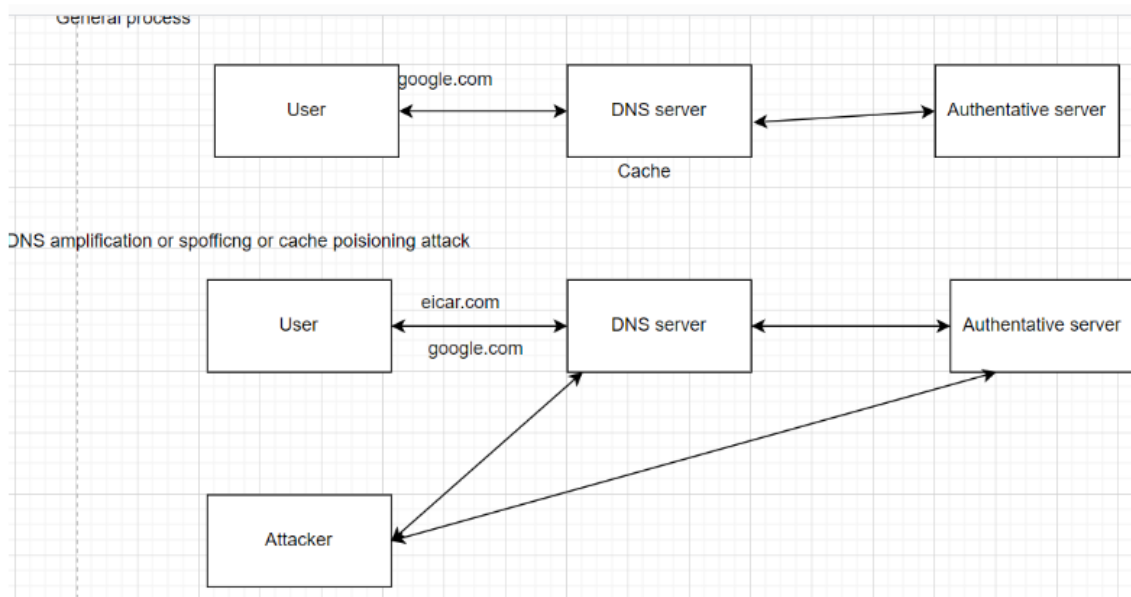 General process
google.com
User
DNS server
Authentative server
Cache
DNS amplification or spofficng or cache poisioning attack
eicar.com
User
DNS server
Authentative server
google.com
Attacker